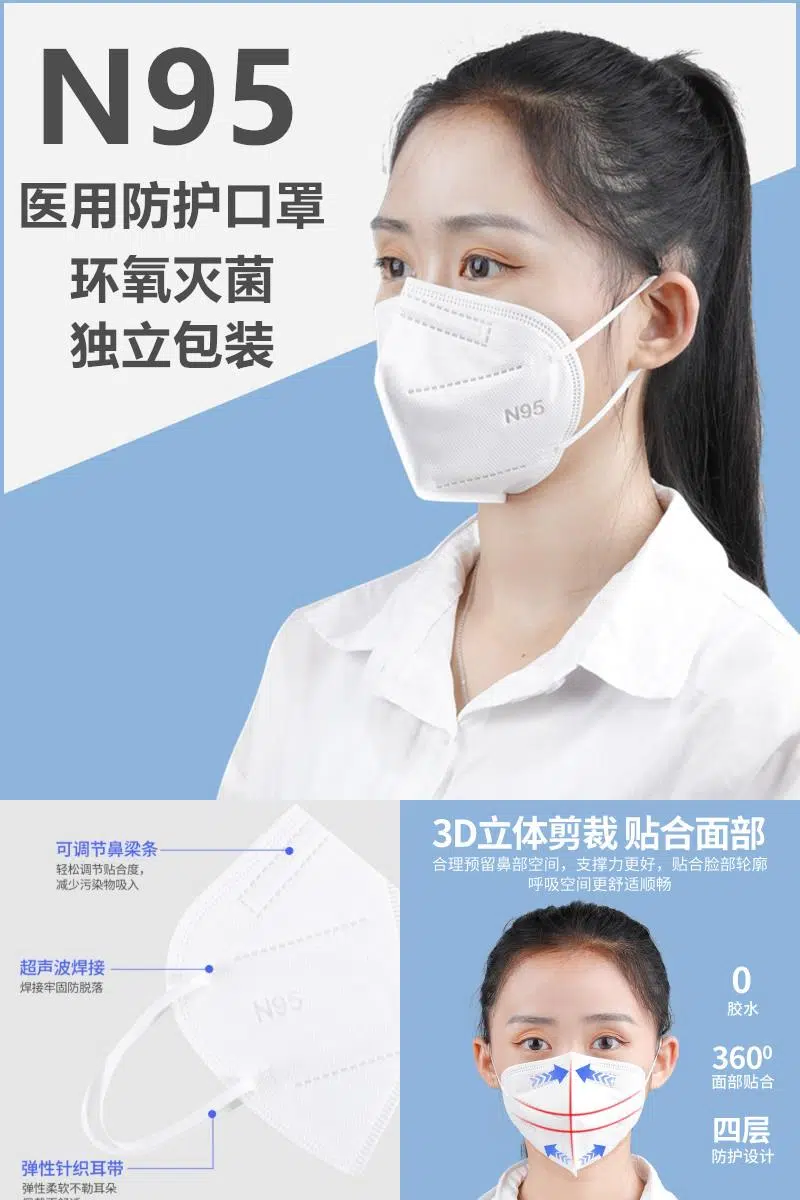 N95
医用防护口罩
环氧灭菌
独立包装
N95
可调节鼻梁条
轻松调节贴合度，
减少污染物吸入
超声波焊接
焊接牢固防脱落
N95
弹性针织耳带
弹性柔软不勒耳朵
3D立体剪裁 贴合面部
合理预留鼻部空间，支撑力更好，贴合脸部轮廓
呼吸空间更舒适顺畅
0
胶水
360⁰
面部贴合
四层
防护设计